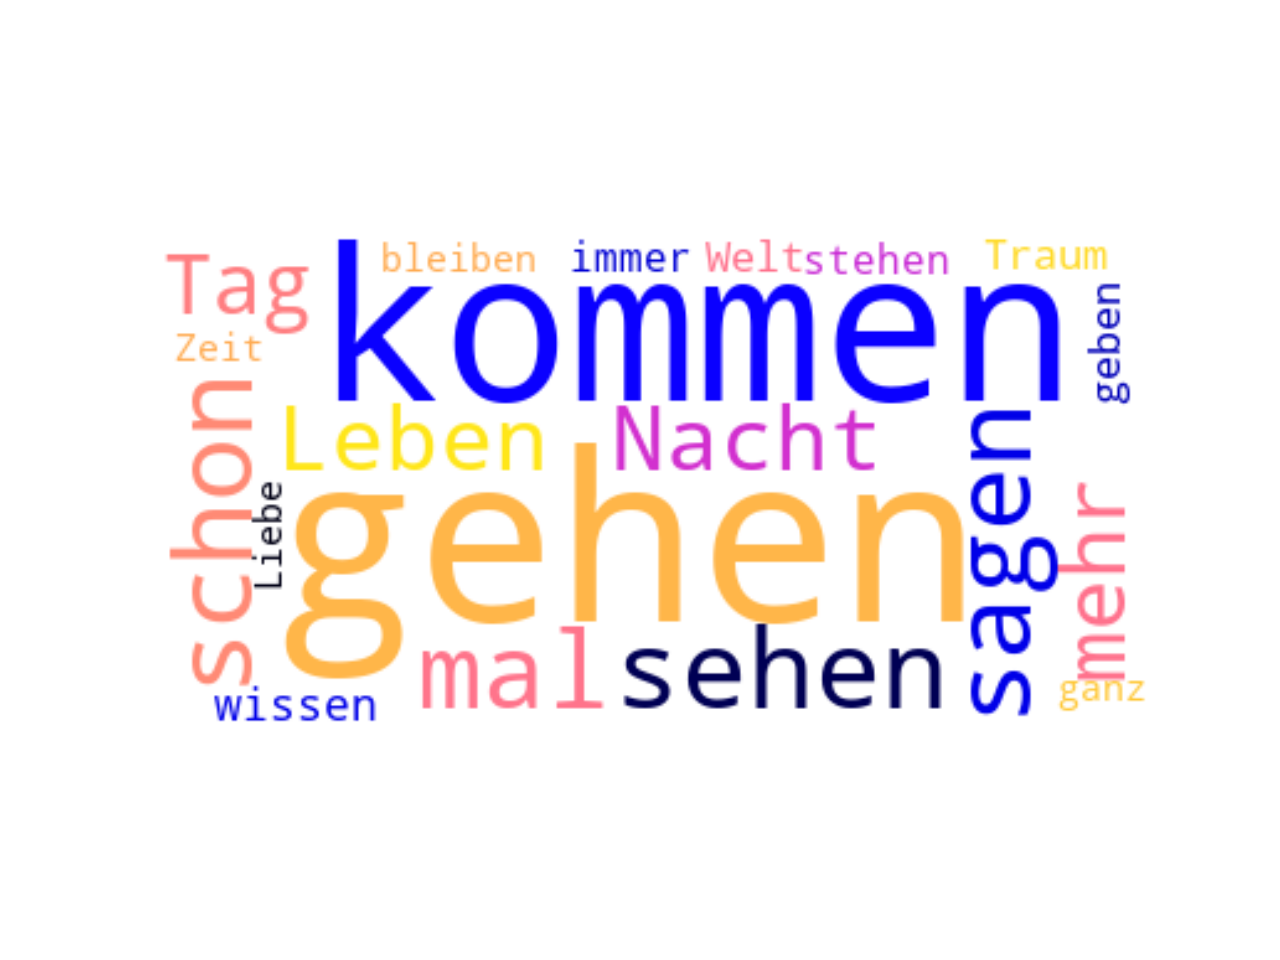 Tag
kommen
bleiben
immer
Welt
stehen
Traum
geben
Zeit
schon
Leben
Nacht
Liebe
gehen
sagen
mehr
mal
sehen
wissen
ganz